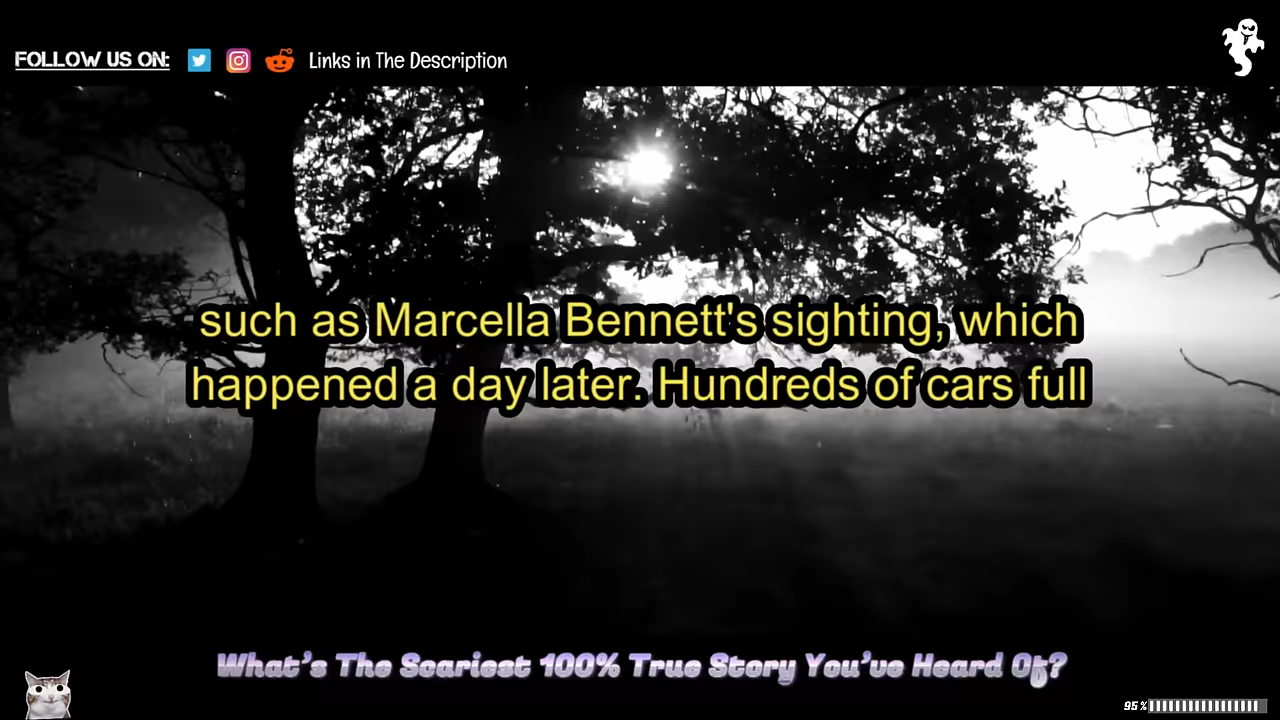 FOLLOW US ON: Links in The Description
such as Marcella Bennett's sighting, which
happened a day later. Hundreds of cars full
What's The Scariest 100% True Story You've Heard Of?
95%